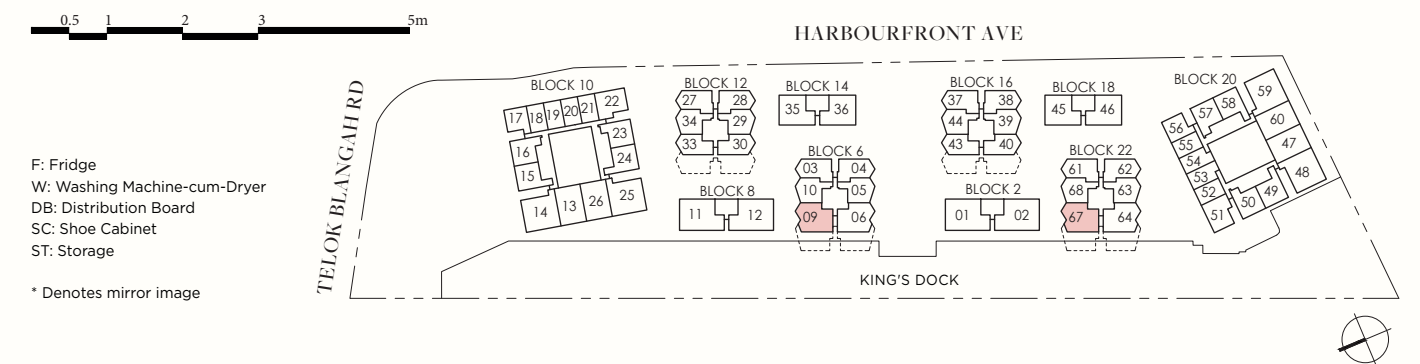 0.5 1 2 3 5m
HARBOURFRONT AVE
TELOK BLANGAH RD
F: Fridge
W: Washing Machine-cum-Dryer
DB: Distribution Board
SC: Shoe Cabinet
ST: Storage
* Denotes mirror image
BLOCK 10
17 18 19 20 21 22
16 23
15 24
14 13 26 25
BLOCK 12
27 28
34 29
33 30
BLOCK 14
35 36
BLOCK 8
11 12
BLOCK 6
03 04
10 05
09 06
BLOCK 16
37 38
44 39
43 40
BLOCK 18
45 46
BLOCK 2
01 02
BLOCK 22
61 62
68 63
67 64
BLOCK 20
56 57 58 59
55 60
54 47
53 48
52
51 50 49
KING'S DOCK